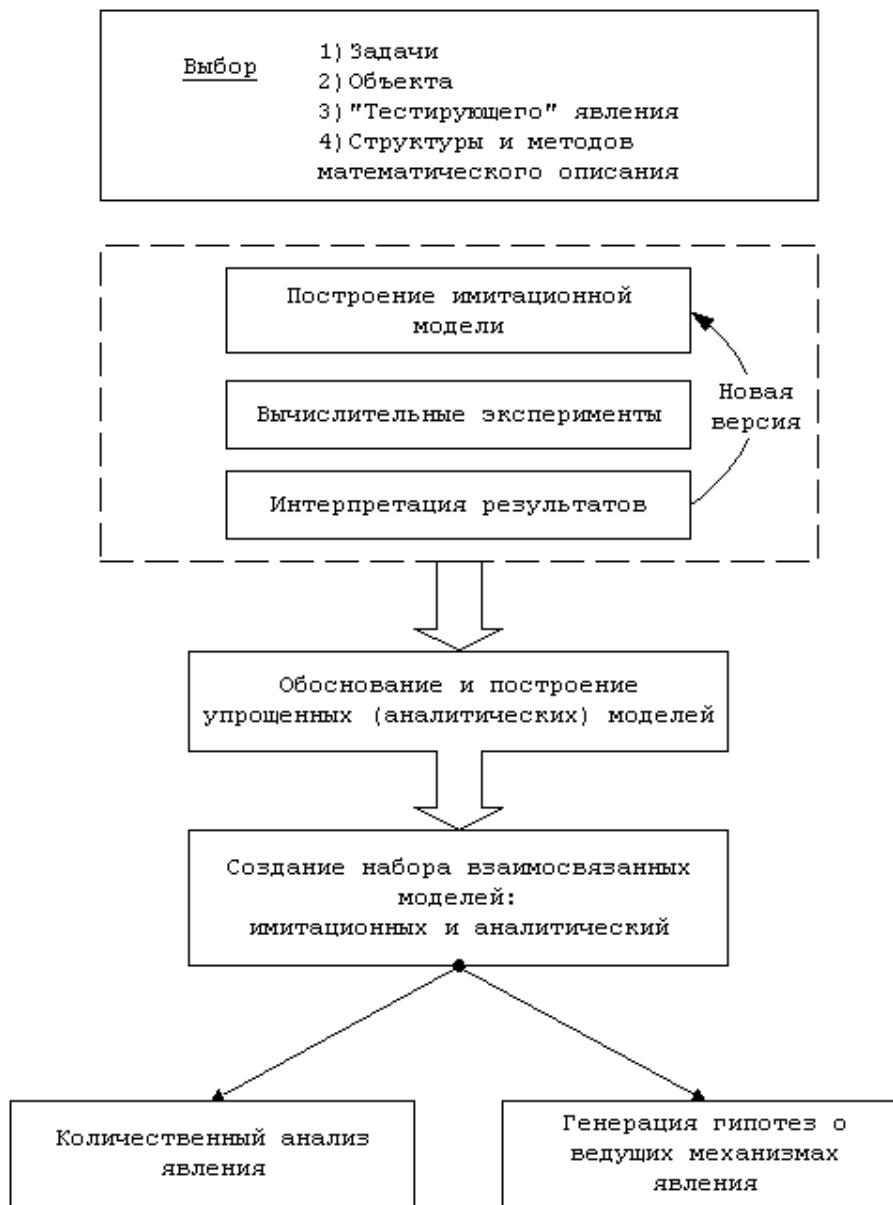 Выбор
1)Задачи
2)Объекта
3)"Тестирующего" явления
4)Структуры и методов
математического описания
Построение имитационной
модели
Вычислительные эксперименты
Интерпретация результатов
Новая
версия
Обоснование и построение
упрощенных (аналитических) моделей
Создание набора взаимосвязанных
моделей:
имитационных и аналитический
Количественный анализ
явления
Генерация гипотез о
ведущих механизмах
явления